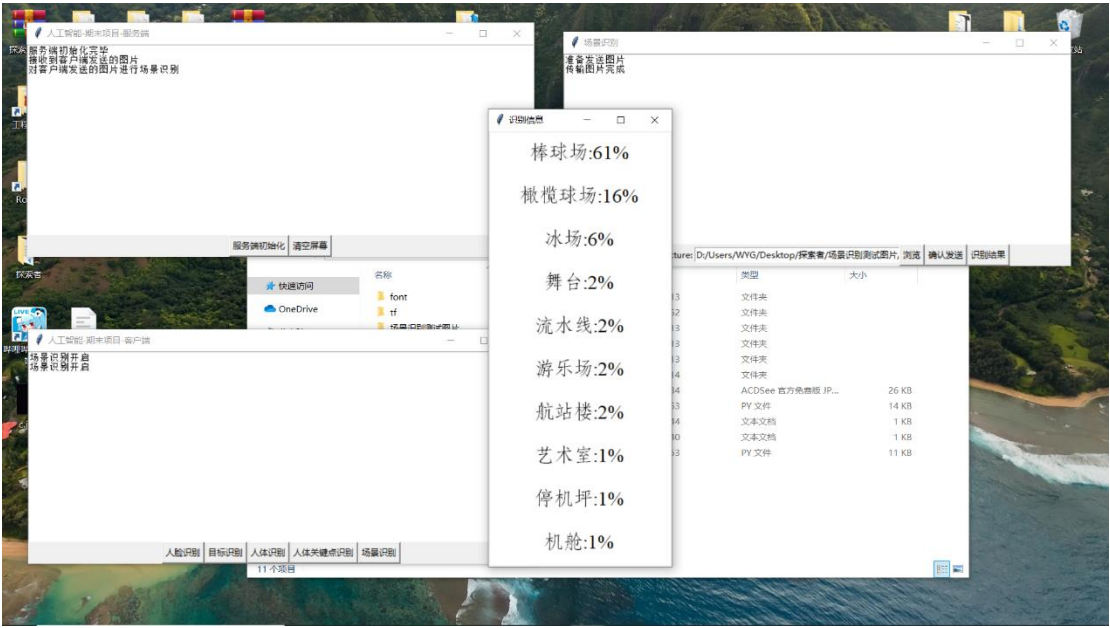 人工智能-期末项目-服务端
服务端初始化完毕
接收到客户端发送的图片
对客户端发送的图片进行场景识别
服务端初始化 清空屏幕
场景识别
准备发送图片
传输图片完成
ture: D:/Users/WYG/Desktop/探索者/场景识别测试图片, 浏览 确认发送 识别结果
识别信息
棒球场:61%
橄榄球场:16%
冰场:6%
舞台:2%
流水线:2%
游乐场:2%
航站楼:2%
艺术室:1%
停机坪:1%
机舱:1%
探索者
快速访问
OneDrive
名称
font
tf
场景识别测试图片
类型 大小
文件夹
文件夹
文件夹
文件夹
文件夹
文件夹
ACDSee 官方免费版 JP... 26 KB
PY 文件 14 KB
文本文档 1 KB
文本文档 1 KB
PY 文件 11 KB
11 个项目
人工智能-期末项目-客户端
场景识别开启
场景识别开启
人脸识别 目标识别 人体识别 人体关键点识别 场景识别